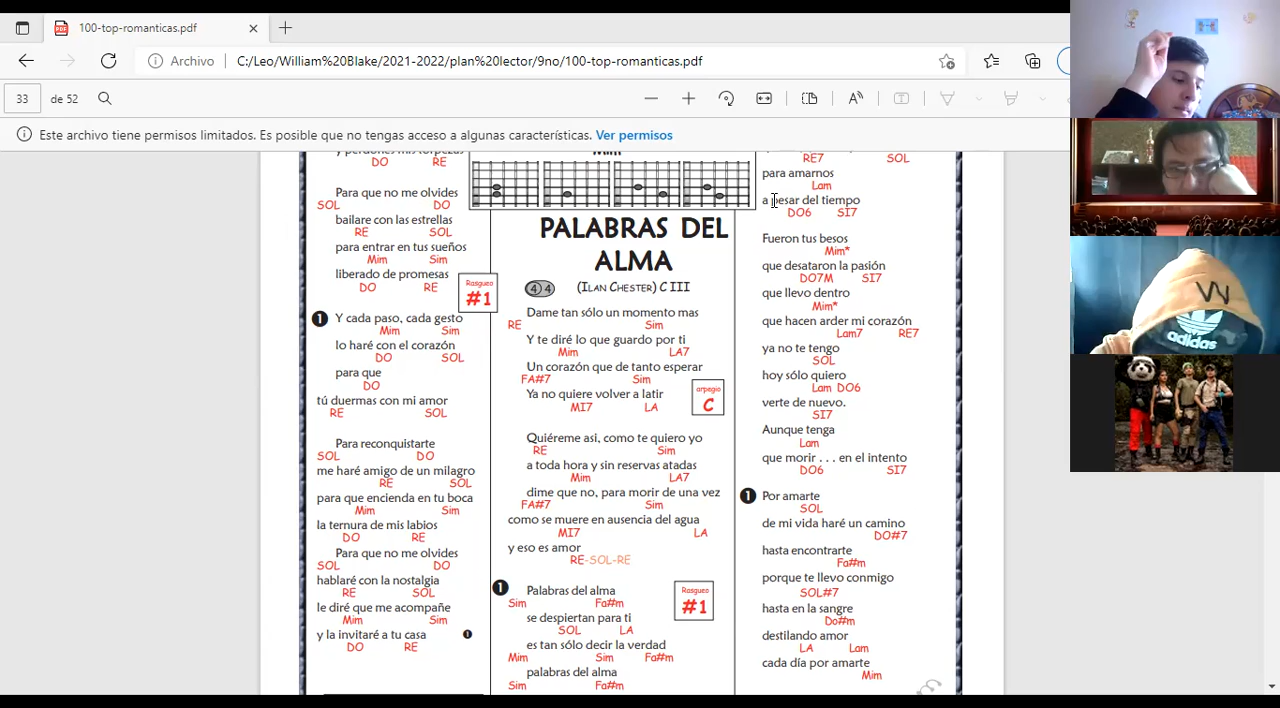 100-top-romanticas.pdf
Archivo
C:/Leo/William%20Blake/2021-2022/plan%20lector/9no/100-top-romanticas.pdf
33 de 52
Este archivo tiene permisos limitados. Es posible que no tengas acceso a algunas características. Ver permisos
y perdones mis torpezas
DO RE
Para que no me olvides
SOL DO
bailare con las estrellas
RE SOL
para entrar en tus sueños
Mim Sim
liberado de promesas
DO RE
1 Y cada paso, cada gesto
Mim Sim
lo haré con el corazón
DO SOL
para que
DO
tú duermas con mi amor
RE SOL
Para reconquistarte
SOL DO
me haré amigo de un milagro
RE SOL
para que encienda en tu boca
Mim Sim
la ternura de mis labios
DO RE
Para que no me olvides
SOL DO
hablaré con la nostalgia
RE SOL
le diré que me acompañe
Mim Sim
y la invitaré a tu casa 1
DO RE
Rasgueo
#1
Mim
PALABRAS DEL
ALMA
4 4 (ILAN CHESTER) C III
Dame tan sólo un momento mas
RE Sim
Y te diré lo que guardo por ti
Mim LA7
Un corazón que de tanto esperar
FA#7 Sim
Ya no quiere volver a latir
MI7 LA
arpegio
C
Quiéreme asi, como te quiero yo
RE Sim
a toda hora y sin reservas atadas
Mim LA7
dime que no, para morir de una vez
FA#7 Sim
como se muere en ausencia del agua
MI7 LA
y eso es amor
RE-SOL-RE
1 Palabras del alma
Sim Fa#m
se despiertan para ti
SOL LA
es tan sólo decir la verdad
Mim Sim Fa#m
palabras del alma
Sim Fa#m
Rasgueo
#1
RE7 SOL
para amarnos
Lam
a pesar del tiempo
DO6 SI7
Fueron tus besos
Mim*
que desataron la pasión
DO7M SI7
que llevo dentro
Mim*
que hacen arder mi corazón
Lam7 RE7
ya no te tengo
SOL
hoy sólo quiero
Lam DO6
verte de nuevo.
SI7
Aunque tenga
Lam
que morir . . . en el intento
DO6 SI7
1 Por amarte
SOL
de mi vida haré un camino
DO#7
hasta encontrarte
Fa#m
porque te llevo conmigo
SOL#7
hasta en la sangre
Do#m
destilando amor
LA Lam
cada día por amarte
Mim
adidas